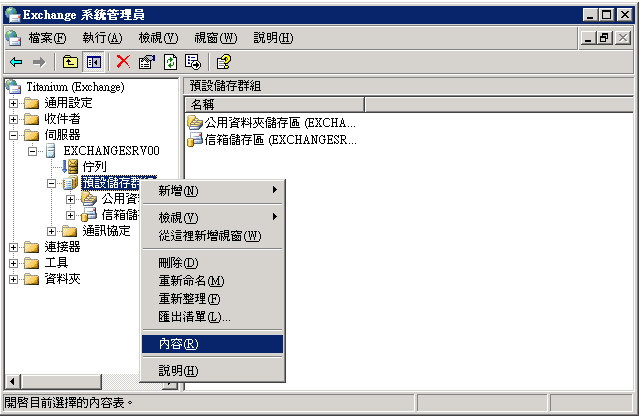 Exchange 系統管理員
檔案(F) 執行(A) 檢視(V) 視窗(W) 說明(H)
Titanium (Exchange)
通用設定
收件者
伺服器
EXCHANGESRV00
佇列
預設儲存群
公用資
信箱儲
通訊協定
連接器
工具
資料夾
預設儲存群組
名稱
公用資料夾儲存區 (EXCHA...
信箱儲存區 (EXCHANGESR...
新增(N)
檢視(V)
從這裡新增視窗(W)
刪除(D)
重新命名(M)
重新整理(F)
匯出清單(L)...
內容(R)
說明(H)
開啟目前選擇的內容表。